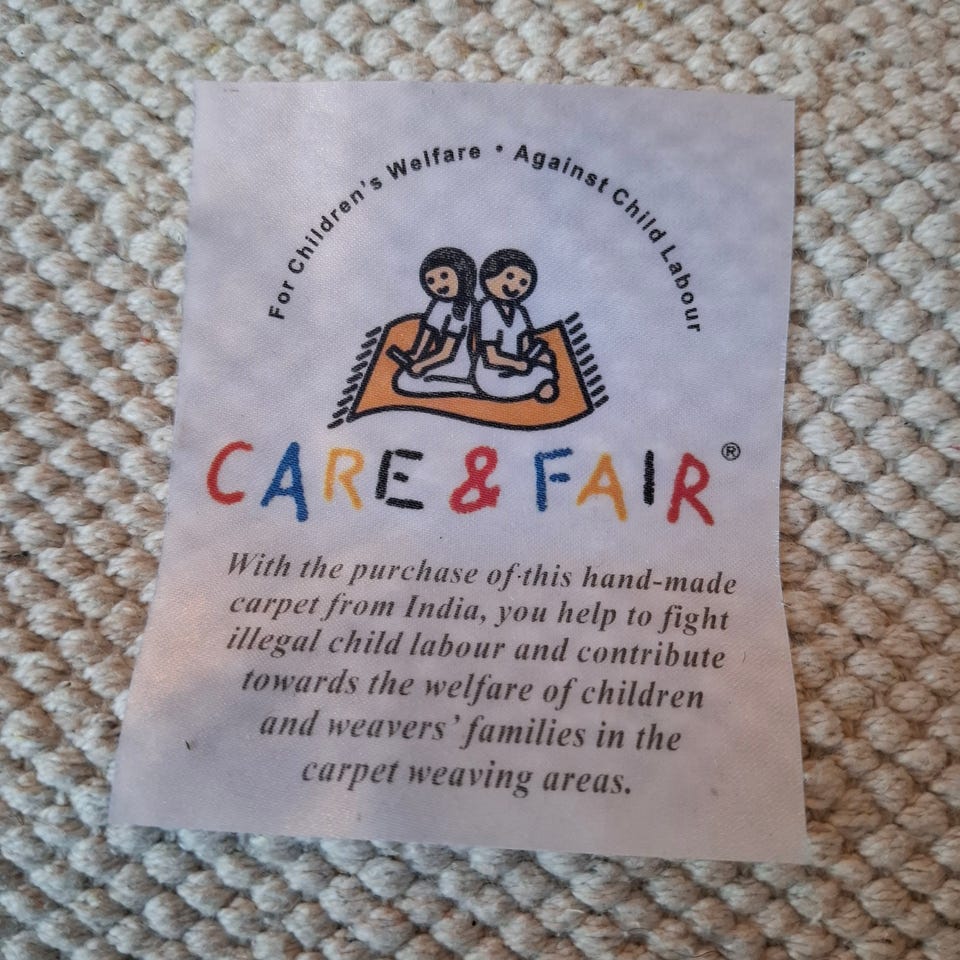 For Children's Welfare • Against Child Labour
CARE & FAIR®
With the purchase of this hand-made
carpet from India, you help to fight
illegal child labour and contribute
towards the welfare of children
and weavers' families in the
carpet weaving areas.